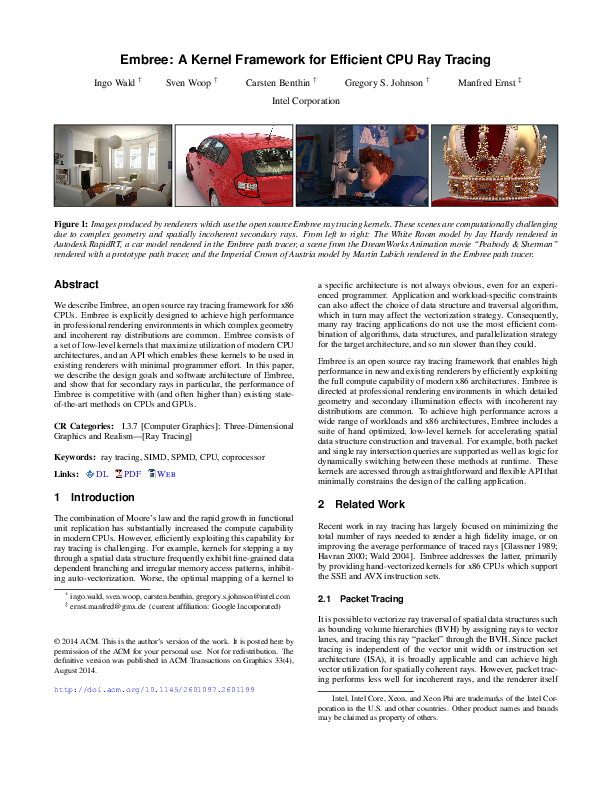 Embree: A Kernel Framework for Efficient CPU Ray Tracing
Ingo Wald † Sven Woop † Carsten Benthin † Gregory S. Johnson † Manfred Ernst ‡
Intel Corporation
Figure 1: Images produced by renderers which use the open source Embree ray tracing kernels. These scenes are computationally challenging
due to complex geometry and spatially incoherent secondary rays. From left to right: The White Room model by Jay Hardy rendered in
Autodesk RapidRT, a car model rendered in the Embree path tracer, a scene from the DreamWorks Animation movie “Peabody & Sherman”
rendered with a prototype path tracer, and the Imperial Crown of Austria model by Martin Lubich rendered in the Embree path tracer.
Abstract
We describe Embree, an open source ray tracing framework for x86
CPUs. Embree is explicitly designed to achieve high performance
in professional rendering environments in which complex geometry
and incoherent ray distributions are common. Embree consists of
a set of low-level kernels that maximize utilization of modern CPU
architectures, and an API which enables these kernels to be used in
existing renderers with minimal programmer effort. In this paper,
we describe the design goals and software architecture of Embree,
and show that for secondary rays in particular, the performance of
Embree is competitive with (and often higher than) existing state-
of-the-art methods on CPUs and GPUs.
CR Categories: I.3.7 [Computer Graphics]: Three-Dimensional
Graphics and Realism—[Ray Tracing]
Keywords: ray tracing, SIMD, SPMD, CPU, coprocessor
Links: DL PDF WEB
1 Introduction
The combination of Moore’s law and the rapid growth in functional
unit replication has substantially increased the compute capability
in modern CPUs. However, efficiently exploiting this capability for
ray tracing is challenging. For example, kernels for stepping a ray
through a spatial data structure frequently exhibit fine-grained data
dependent branching and irregular memory access patterns, inhibit-
ing auto-vectorization. Worse, the optimal mapping of a kernel to
† ingo.wald, sven.woop, carsten.benthin, gregory.s.johnson@intel.com
‡ ernst.manfred@gmx.de (current affiliation: Google Incorporated)
© 2014 ACM. This is the author’s version of the work. It is posted here by
permission of the ACM for your personal use. Not for redistribution. The
definitive version was published in ACM Transactions on Graphics 33(4),
August 2014.
http://doi.acm.org/10.1145/2601097.2601199
a specific architecture is not always obvious, even for an experi-
enced programmer. Application and workload-specific constraints
can also affect the choice of data structure and traversal algorithm,
which in turn may affect the vectorization strategy. Consequently,
many ray tracing applications do not use the most efficient com-
bination of algorithms, data structures, and parallelization strategy
for the target architecture, and so run slower than they could.
Embree is an open source ray tracing framework that enables high
performance in new and existing renderers by efficiently exploiting
the full compute capability of modern x86 architectures. Embree is
directed at professional rendering environments in which detailed
geometry and secondary illumination effects with incoherent ray
distributions are common. To achieve high performance across a
wide range of workloads and x86 architectures, Embree includes a
suite of hand optimized, low-level kernels for accelerating spatial
data structure construction and traversal. For example, both packet
and single ray intersection queries are supported as well as logic for
dynamically switching between these methods at runtime. These
kernels are accessed through a straightforward and flexible API that
minimally constrains the design of the calling application.
2 Related Work
Recent work in ray tracing has largely focused on minimizing the
total number of rays needed to render a high fidelity image, or on
improving the average performance of traced rays [Glassner 1989;
Havran 2000; Wald 2004]. Embree addresses the latter, primarily
by providing hand-vectorized kernels for x86 CPUs which support
the SSE and AVX instruction sets.
2.1 Packet Tracing
It is possible to vectorize ray traversal of spatial data structures such
as bounding volume hierarchies (BVH) by assigning rays to vector
lanes, and tracing this ray “packet” through the BVH. Since packet
tracing is independent of the vector unit width or instruction set
architecture (ISA), it is broadly applicable and can achieve high
vector utilization for spatially coherent rays. However, packet trac-
ing performs less well for incoherent rays, and the renderer itself
Intel, Intel Core, Xeon, and Xeon Phi are trademarks of the Intel Cor-
poration in the U.S. and other countries. Other product names and brands
may be claimed as property of others.